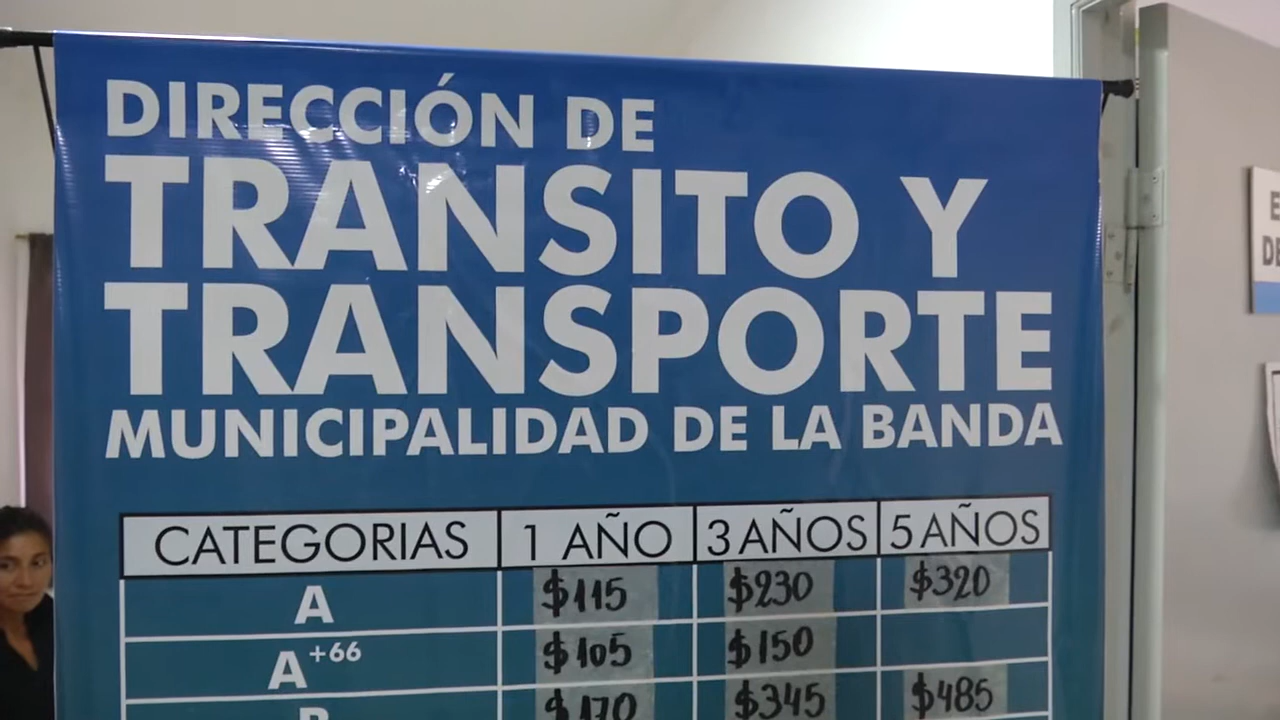 DIRECCIÓN DE
TRANSITO Y
TRANSPORTE
MUNICIPALIDAD DE LA BANDA
CATEGORIAS 1 AÑO 3 AÑOS 5 AÑOS
A $115 $230 $320
A +66 $105 $150
$170 $345 $485